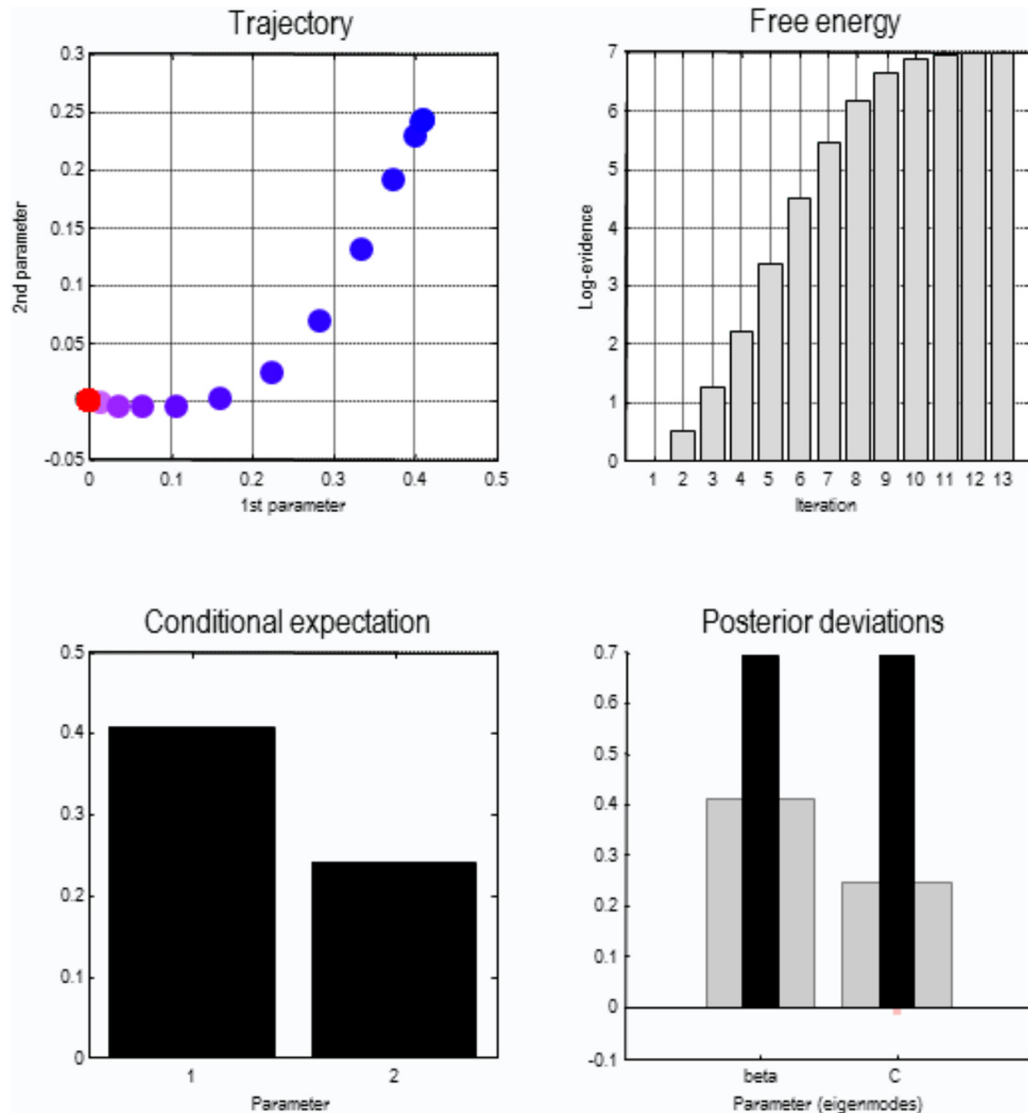 Trajectory
0.3
0.25
0.2
0.15
0.1
0.05
0
-0.05
2nd parameter
0 0.1 0.2 0.3 0.4 0.5
1st parameter
Free energy
7
6
5
4
3
2
1
0
Log-evidence
1 2 3 4 5 6 7 8 9 10 11 12 13
Iteration
Conditional expectation
0.5
0.4
0.3
0.2
0.1
0
1 2
Parameter
Posterior deviations
0.7
0.6
0.5
0.4
0.3
0.2
0.1
0
-0.1
beta C
Parameter (eigenmodes)